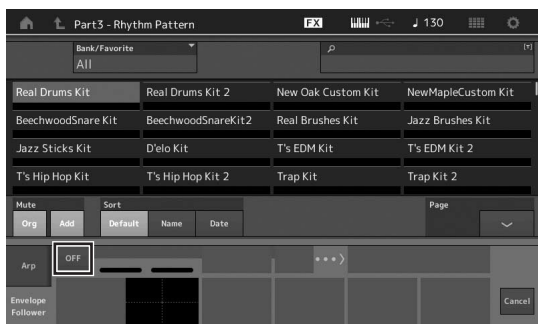 Part3 - Rhythm Pattern FX ♩ 130
Bank/Favorite
All
Real Drums Kit Real Drums Kit 2 New Oak Custom Kit NewMapleCustom Kit
BeechwoodSnare Kit BeechwoodSnareKit2 Real Brushes Kit Jazz Brushes Kit
Jazz Sticks Kit D'elo Kit T's EDM Kit T's EDM Kit 2
T's Hip Hop Kit T's Hip Hop Kit 2 Trap Kit Trap Kit 2
Mute Sort Page
Org Add Default Name Date
Arp OFF
Envelope
Follower
Cancel